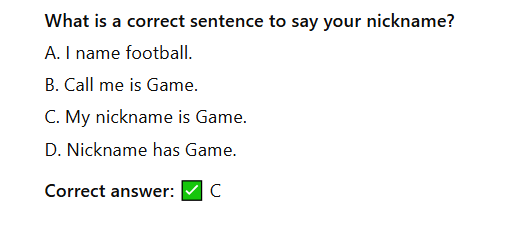 What is a correct sentence to say your nickname?
A. I name football.
B. Call me is Game.
C. My nickname is Game.
D. Nickname has Game.
Correct answer: ✅ C